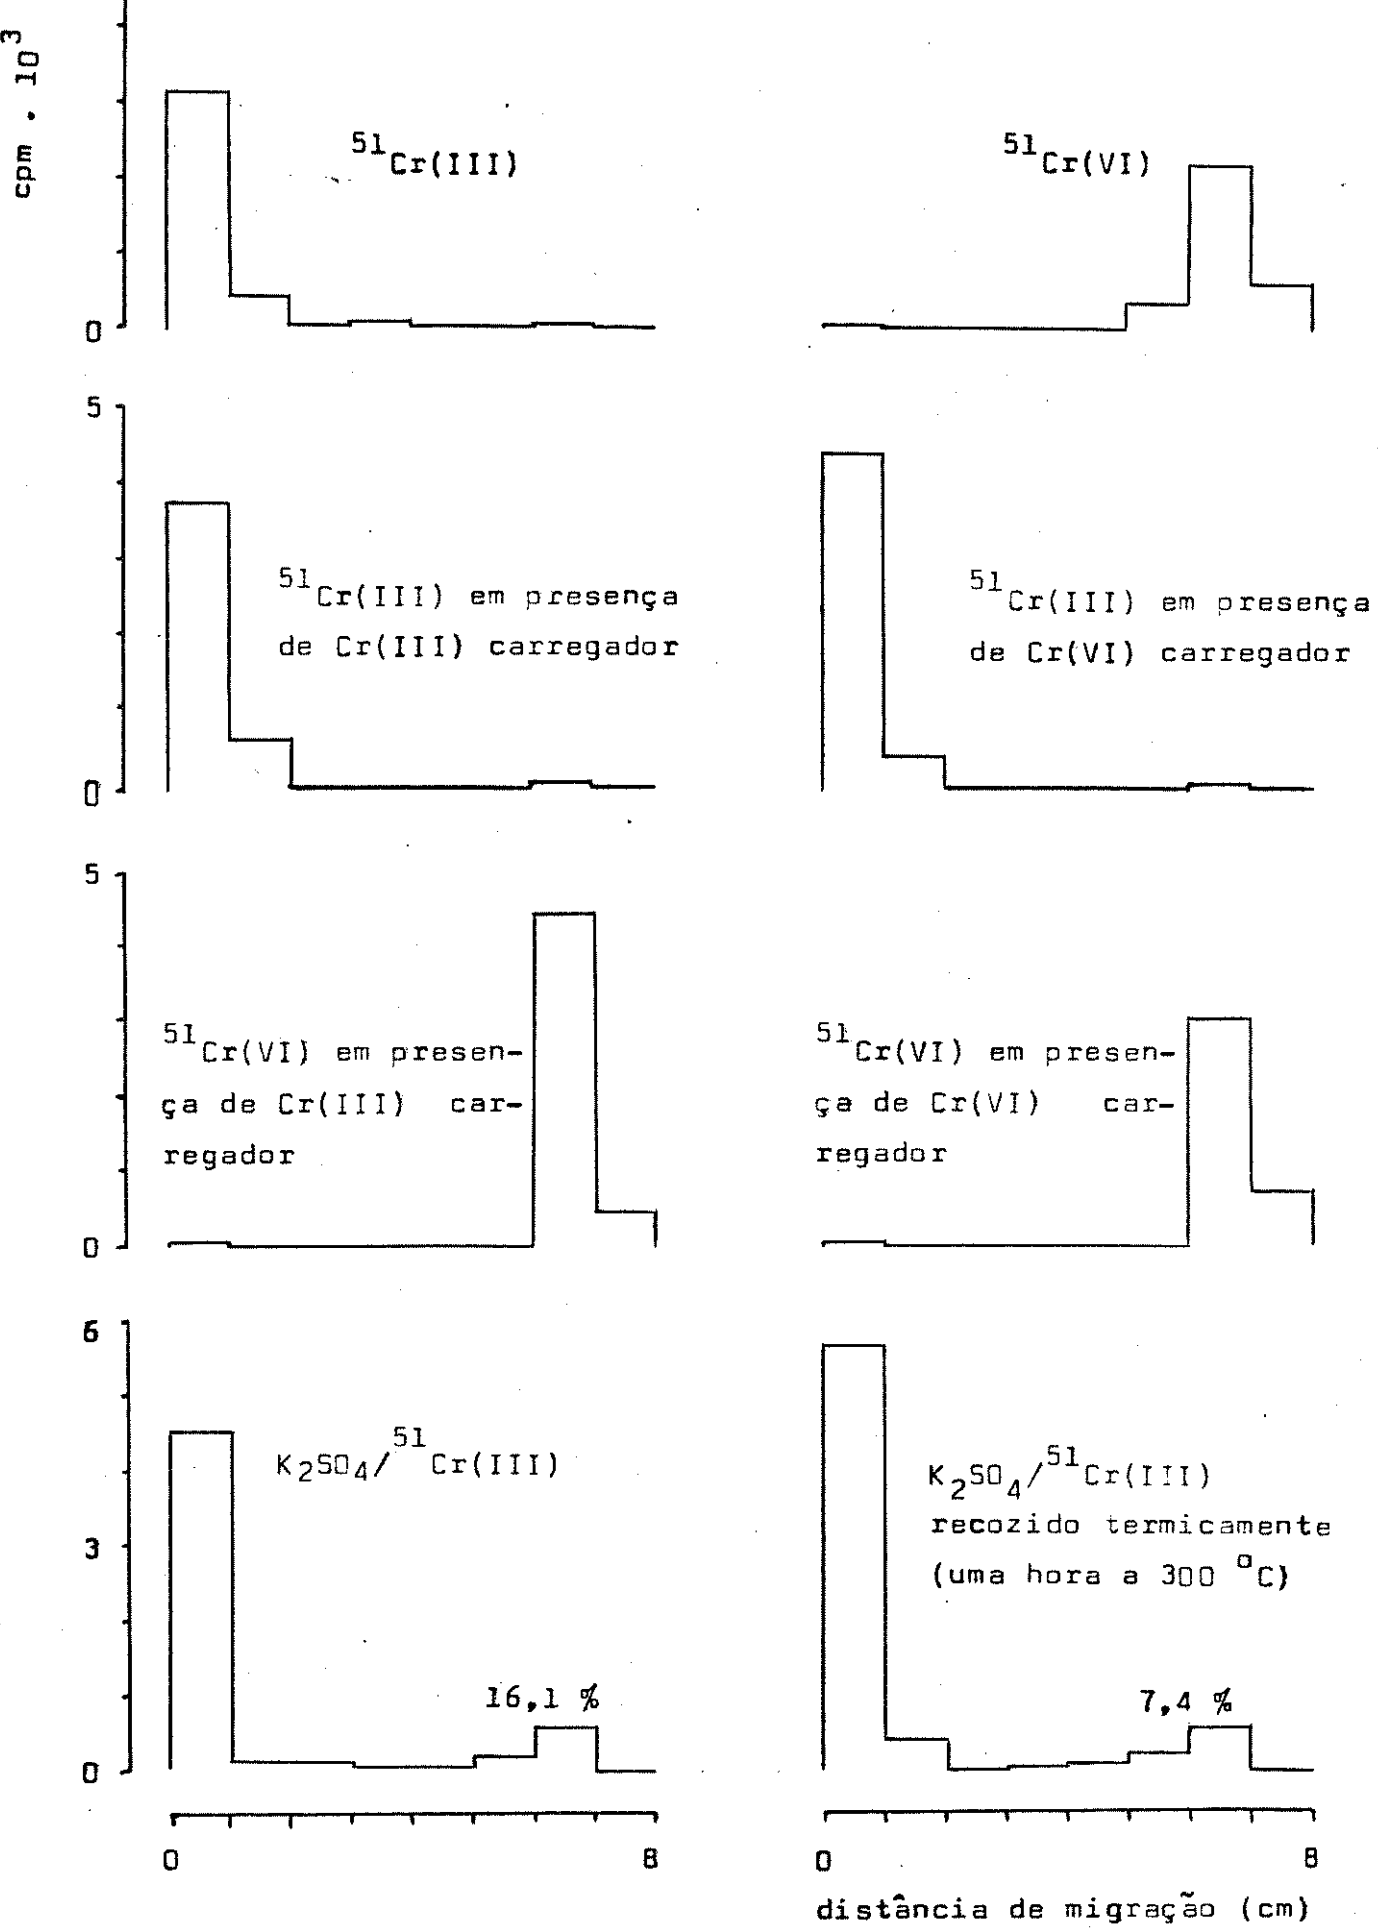 cpm . 10³
⁵¹Cr(III)
⁵¹Cr(VI)
0
5
⁵¹Cr(III) em presença
de Cr(III) carregador
⁵¹Cr(III) em presença
de Cr(VI) carregador
0
5
⁵¹Cr(VI) em presen-
ça de Cr(III) car-
regador
⁵¹Cr(VI) em presen-
ça de Cr(VI) car-
regador
0
6
K₂SO₄/⁵¹Cr(III)
K₂SO₄/⁵¹Cr(III)
recozido termicamente
(uma hora a 300 °C)
3
16,1 %
7,4 %
0
0 8
0 8
distância de migração (cm)